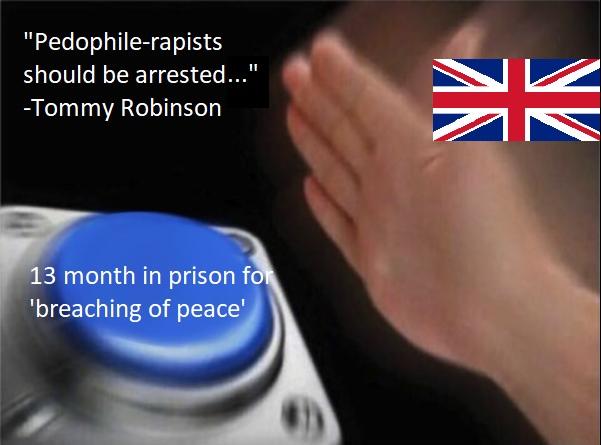 "Pedophile-rapists
should be arrested..."
-Tommy Robinson
13 month in prison for
'breaching of peace'